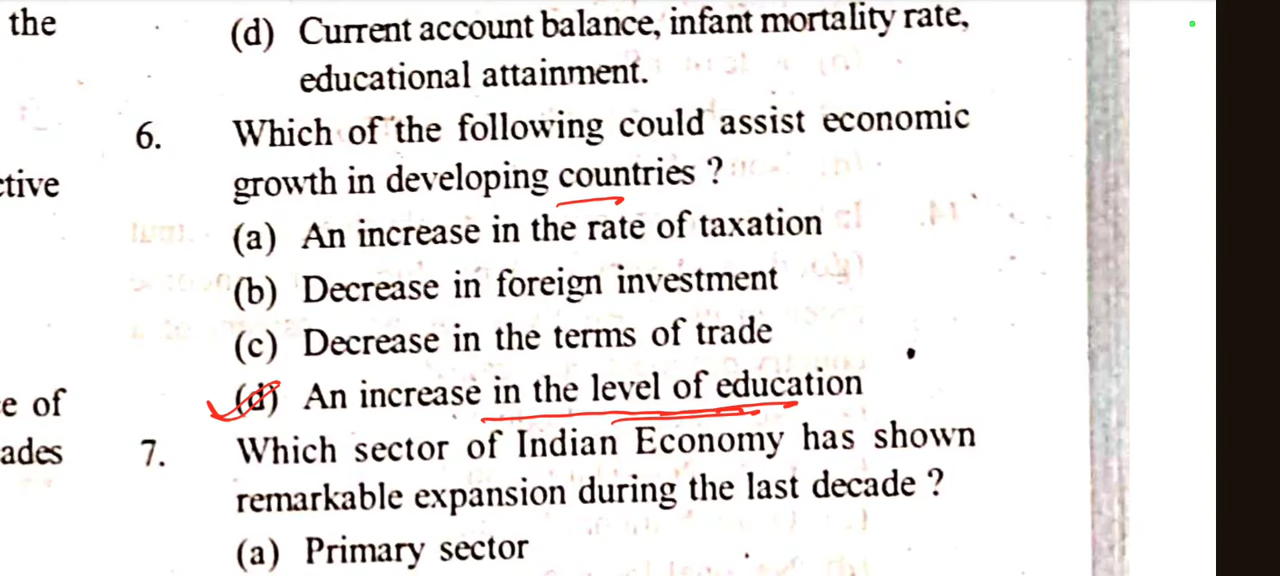 the
(d) Current account balance, infant mortality rate,
educational attainment.
6. Which of the following could assist economic
growth in developing countries ?
ctive
(a) An increase in the rate of taxation
(b) Decrease in foreign investment
(c) Decrease in the terms of trade
(d) An increase in the level of education
e of
7. Which sector of Indian Economy has shown
ades
remarkable expansion during the last decade ?
(a) Primary sector